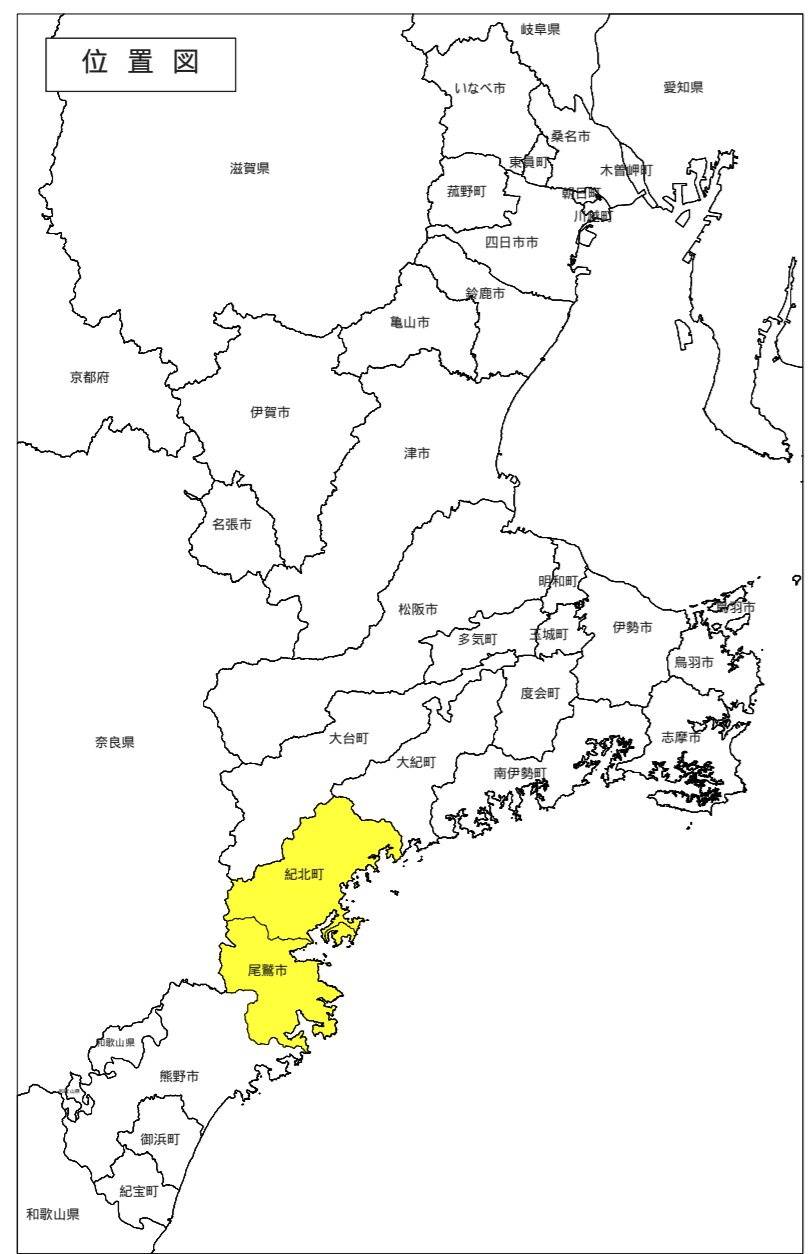 位置図
岐阜県
いなべ市
愛知県
桑名市
東員町
木曽岬町
滋賀県
菰野町
朝日町
川越町
四日市市
鈴鹿市
亀山市
京都府
伊賀市
津市
名張市
明和町
松阪市
鳥羽市
伊勢市
玉城町
多気町
鳥羽市
度会町
奈良県
大台町
志摩市
大紀町
南伊勢町
紀北町
尾鷲市
和歌山県
熊野市
御浜町
紀宝町
和歌山県